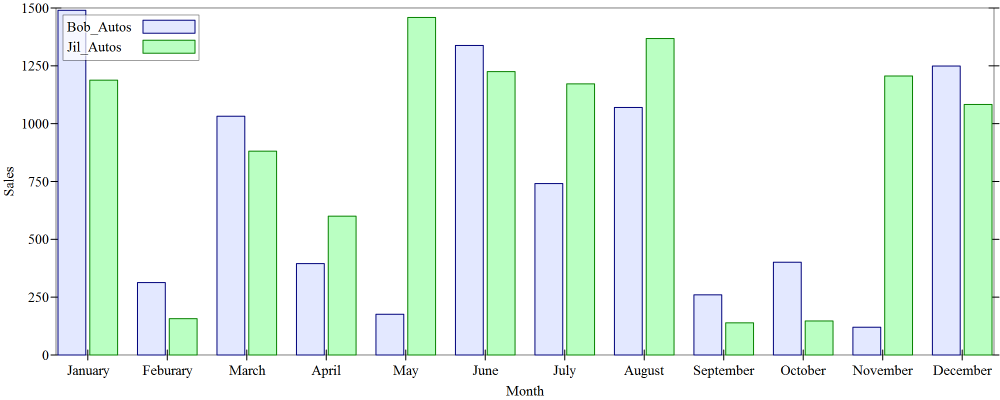 Bob_Autos
Jil_Autos
1500
1250
1000
750
500
250
0
Sales
January Feburary March April May June July August September October November December
Month